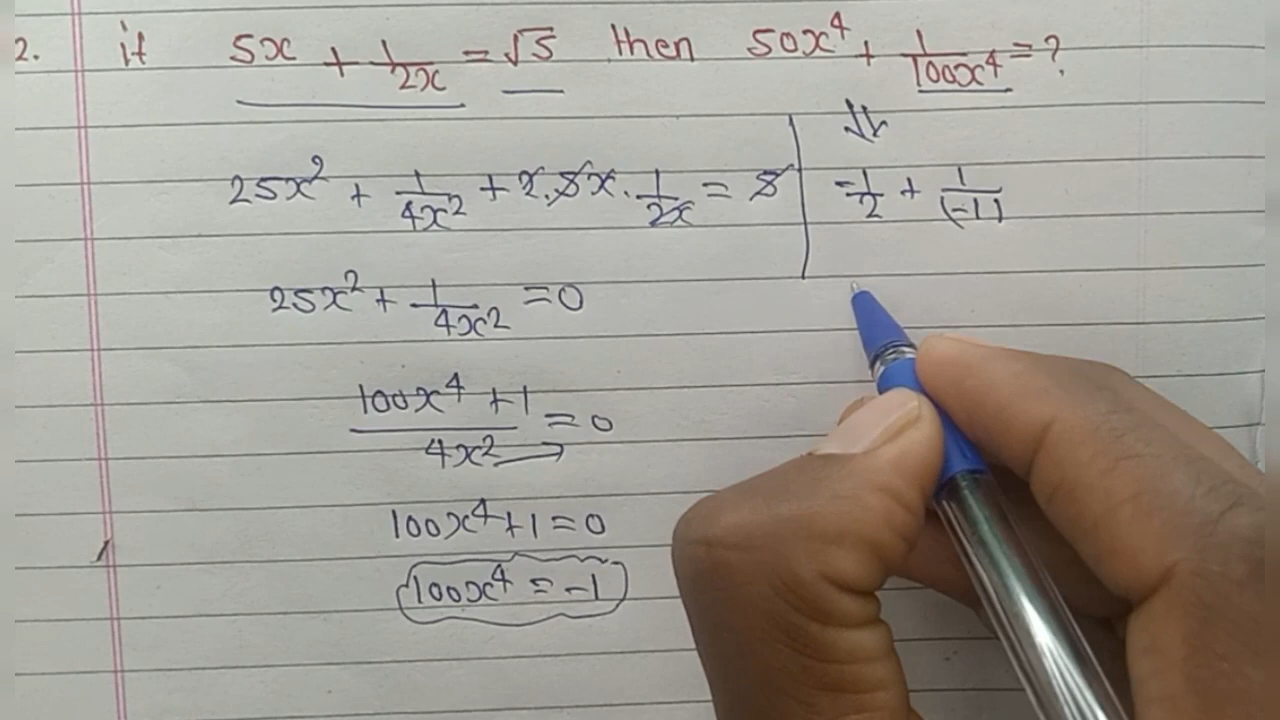 2. if 5x + 1/2x = √5 then 50x⁴ + 1/100x⁴ = ?
25x² + 1/4x² + 2.5x.1/2x = 5
= -1/2 + 1/(-1)
25x² + 1/4x² = 0
100x⁴ + 1/4x² = 0
100x⁴ + 1 = 0
100x⁴ = -1